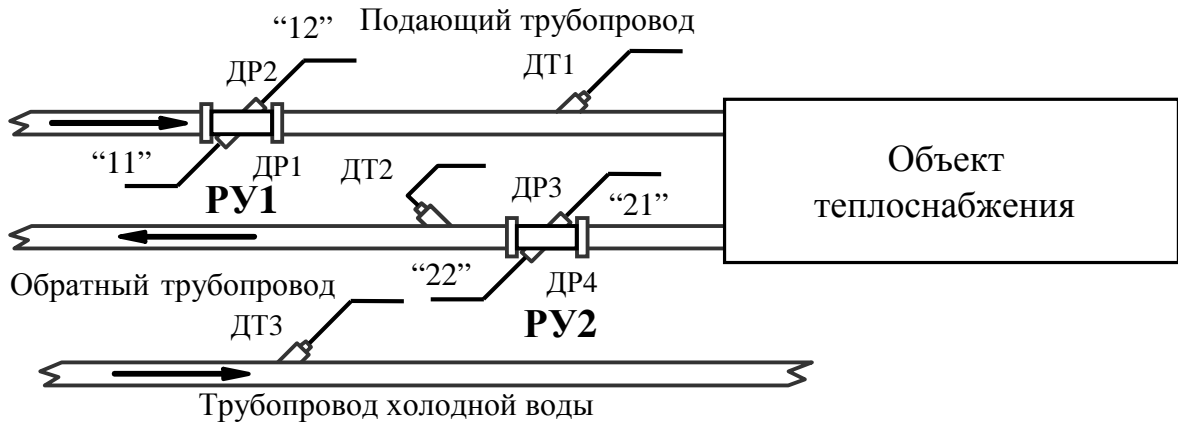 “12” Подающий трубопровод
ДР2
ДТ1
“11”
ДР1
РУ1
ДТ2
ДР3
“21”
Объект
теплоснабжения
“22”
ДР4
РУ2
Обратный трубопровод
ДТ3
Трубопровод холодной воды